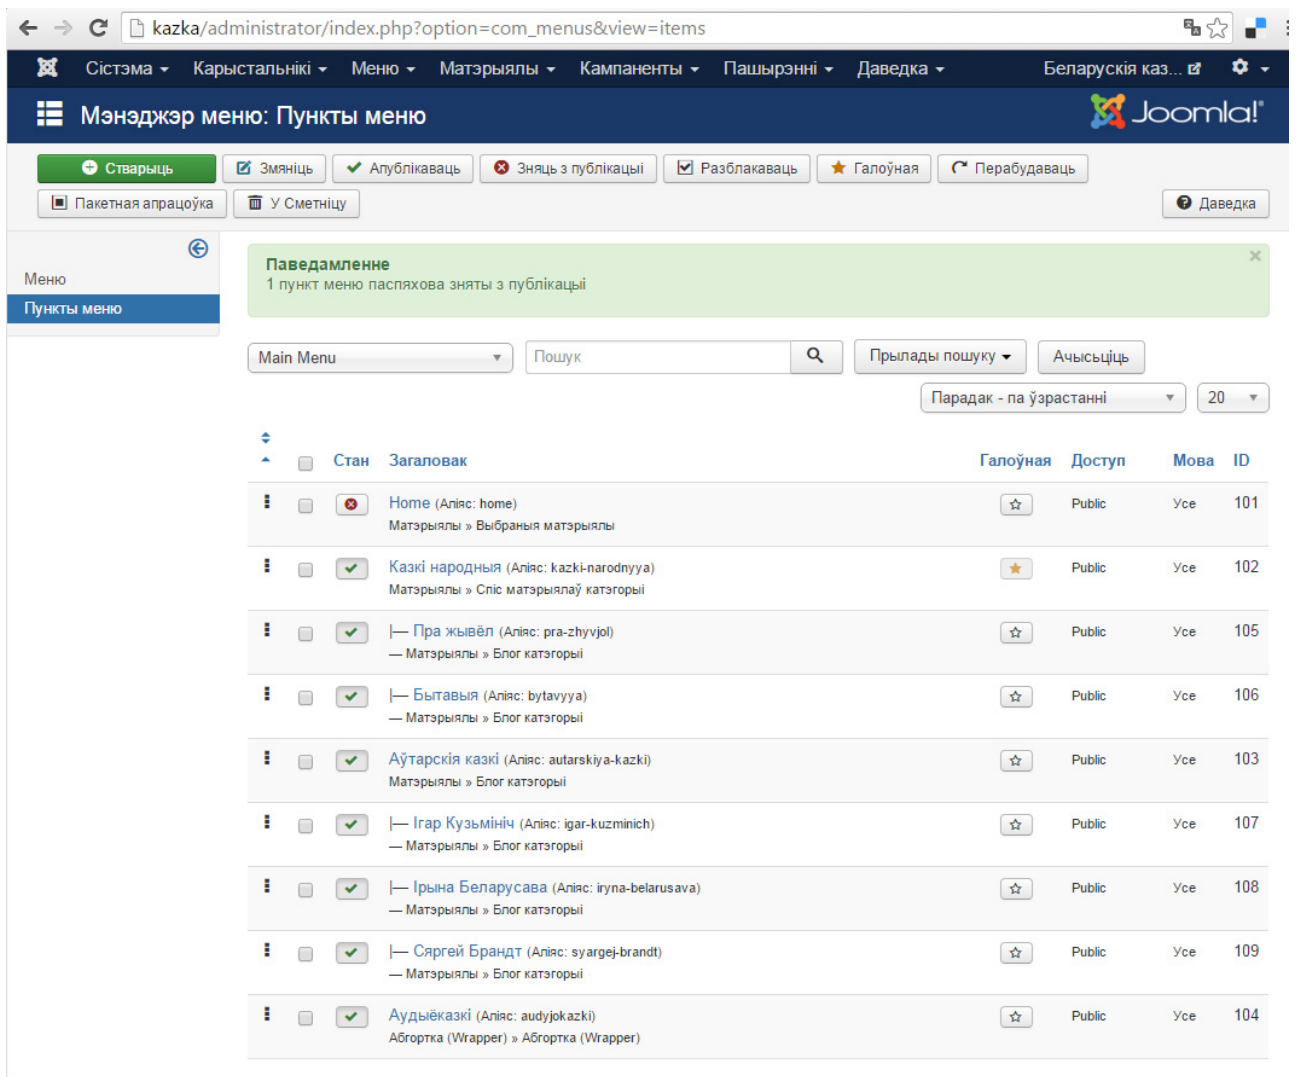 kazka/administrator/index.php?option=com_menus&view=items
Сістэма Карыстальнікі Меню Матэрыялы Кампаненты Пашырэнні Даведка Беларускія каз...
Мэнэджэр меню: Пункты меню Joomla!
Стварыць Змяніць Апублікаваць Зняць з публікацыі Разблакаваць Галоўная Перабудаваць
Пакетная апрацоўка У Сметніцу Даведка
Меню
Пункты меню
Паведамленне
1 пункт меню паспяхова зняты з публікацыі
Main Menu Пошук Прылады пошуку Ачысьціць
Парадак - па ўзрастанні 20
Стан Загаловак Галоўная Доступ Мова ID
Home (Аліяс: home) Public Усе 101
Матэрыялы » Выбраныя матэрыялы
Казкі народныя (Аліяс: kazki-narodnyya) Public Усе 102
Матэрыялы » Спіс матэрыялаў катэгорыі
|— Пра жывёл (Аліяс: pra-zhyvjol) Public Усе 105
— Матэрыялы » Блог катэгорыі
|— Бытавыя (Аліяс: bytavyya) Public Усе 106
— Матэрыялы » Блог катэгорыі
Аўтарскія казкі (Аліяс: autarskiya-kazki) Public Усе 103
Матэрыялы » Блог катэгорыі
|— Ігар Кузьмініч (Аліяс: igar-kuzminich) Public Усе 107
— Матэрыялы » Блог катэгорыі
|— Ірына Беларусава (Аліяс: iryna-belarusava) Public Усе 108
— Матэрыялы » Блог катэгорыі
|— Сяргей Брандт (Аліяс: syargej-brandt) Public Усе 109
— Матэрыялы » Блог катэгорыі
Аудыёказкі (Аліяс: audyjokazki) Public Усе 104
Абгортка (Wrapper) » Абгортка (Wrapper)